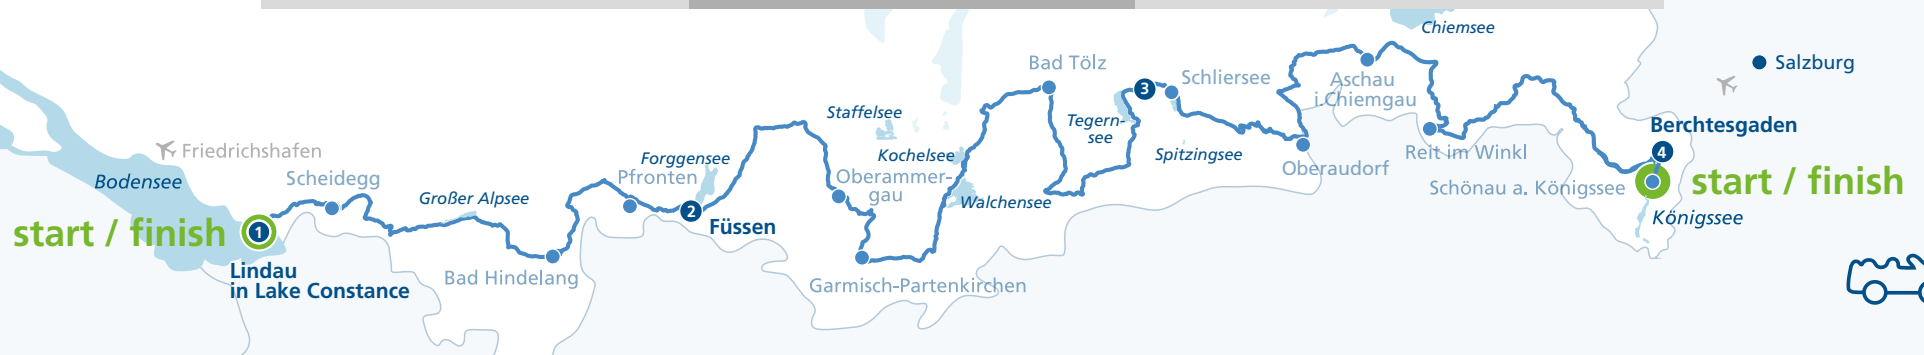 Chiemsee
Salzburg
Bad Tölz
Schliersee
Aschau
i.Chiemgau
3
Staffelsee
Tegern-
see
Berchtesgaden
4
Friedrichshafen
Forggensee
Kochelsee
Spitzingsee
Reit im Winkl
Bodensee
Scheidegg
Pfronten
Oberammer-
gau
Oberaudorf
Schönau a. Königssee
start / finish
Großer Alpsee
Walchensee
2
Füssen
Königssee
start / finish
1
Lindau
in Lake Constance
Bad Hindelang
Garmisch-Partenkirchen